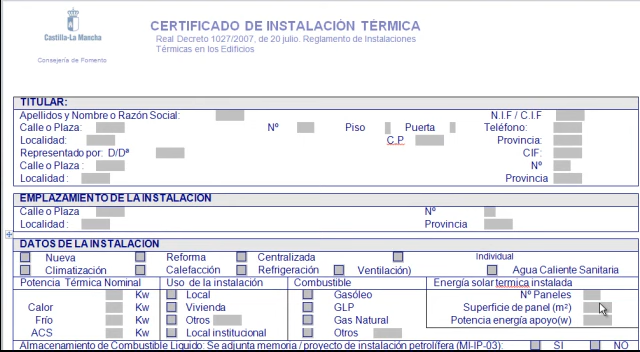 Castilla-La Mancha
Consejería de Fomento
CERTIFICADO DE INSTALACIÓN TÉRMICA
Real Decreto 1027/2007, de 20 julio. Reglamento de Instalaciones
Térmicas en los Edificios
TITULAR:
Apellidos y Nombre o Razón Social: N.I.F / C.I.F
Calle o Plaza: Nº Piso Puerta Teléfono:
Localidad: C.P Provincia:
Representado por: D/Dª CIF:
Calle o Plaza : Nº
Localidad : Provincia
EMPLAZAMIENTO DE LA INSTALACION
Calle o Plaza Nº
Localidad : Provincia
DATOS DE LA INSTALACION
Nueva Reforma Centralizada Individual
Climatización Calefacción Refrigeración Ventilación) Agua Caliente Sanitaria
Potencia Térmica Nominal Uso de la instalación Combustible Energía solar termica instalada
Kw Local Gasóleo Nº Paneles
Calor Kw Vivienda GLP Superficie de panel (m²)
Frío Kw Otros Gas Natural Potencia energía apoyo(w)
ACS Kw Local institucional Otros
Almacenamiento de Combustible Liquido: Se adjunta memoria / proyecto de instalación petrolífera (MI-IP-03): SI NO